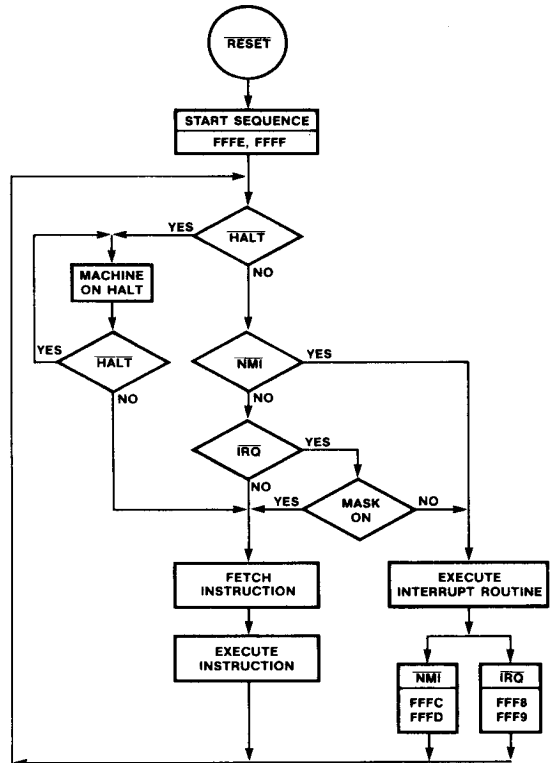 RESET
START SEQUENCE
FFFE, FFFF
YES
HALT
NO
MACHINE
ON HALT
YES
HALT
NO
NMI
YES
NO
IRQ
YES
NO
YES
MASK
ON
NO
FETCH
INSTRUCTION
EXECUTE
INTERRUPT ROUTINE
EXECUTE
INSTRUCTION
NMI
FFFC
FFFD
IRQ
FFF8
FFF9